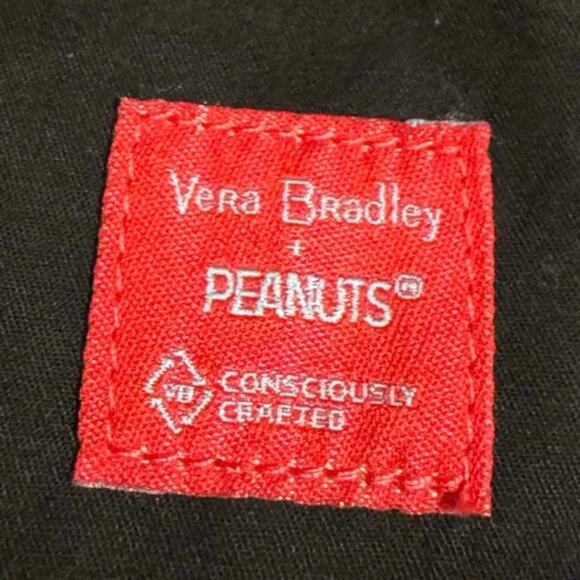 Vera Bradley
+
PEANUTS®
VB CONSCIOUSLY
CRAFTED